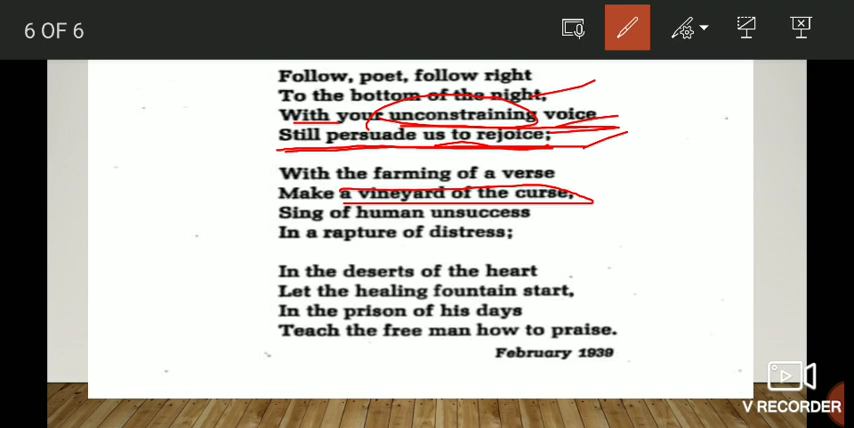 6 OF 6
Follow, poet, follow right
To the bottom of the night,
With your unconstraining voice
Still persuade us to rejoice;
With the farming of a verse
Make a vineyard of the curse,
Sing of human unsuccess
In a rapture of distress;
In the deserts of the heart
Let the healing fountain start,
In the prison of his days
Teach the free man how to praise.
February 1939
V RECORDER